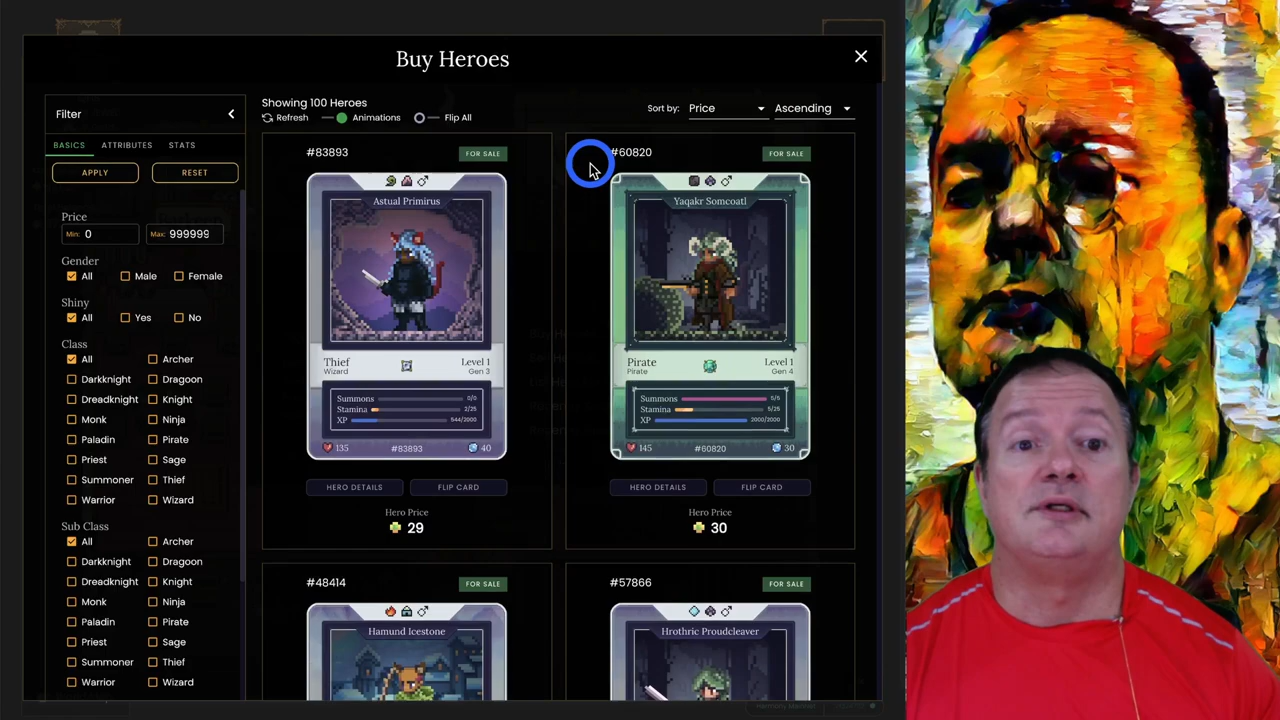 Buy Heroes
Filter
BASICS ATTRIBUTES STATS
APPLY RESET
Price
Min: 0 Max: 999999
Gender
All Male Female
Shiny
All Yes No
Class
All Archer
Darkknight Dragoon
Dreadknight Knight
Monk Ninja
Paladin Pirate
Priest Sage
Summoner Thief
Warrior Wizard
Sub Class
All Archer
Darkknight Dragoon
Dreadknight Knight
Monk Ninja
Paladin Pirate
Priest Sage
Summoner Thief
Warrior Wizard
Showing 100 Heroes
Refresh Animations Flip All
Sort by: Price Ascending
#83893 FOR SALE
Astual Primirus
Thief Level 1
Wizard Gen 3
Summons 0/0
Stamina 2/25
XP 544/2000
135 #83893 40
HERO DETAILS FLIP CARD
Hero Price
29
#60820 FOR SALE
Yaqakr Somcoatl
Pirate Level 1
Pirate Gen 4
Summons 5/5
Stamina 5/25
XP 2000/2000
145 #60820 30
HERO DETAILS FLIP CARD
Hero Price
30
#48414 FOR SALE
Hamund Icestone
#57866 FOR SALE
Hrothric Proudcleaver